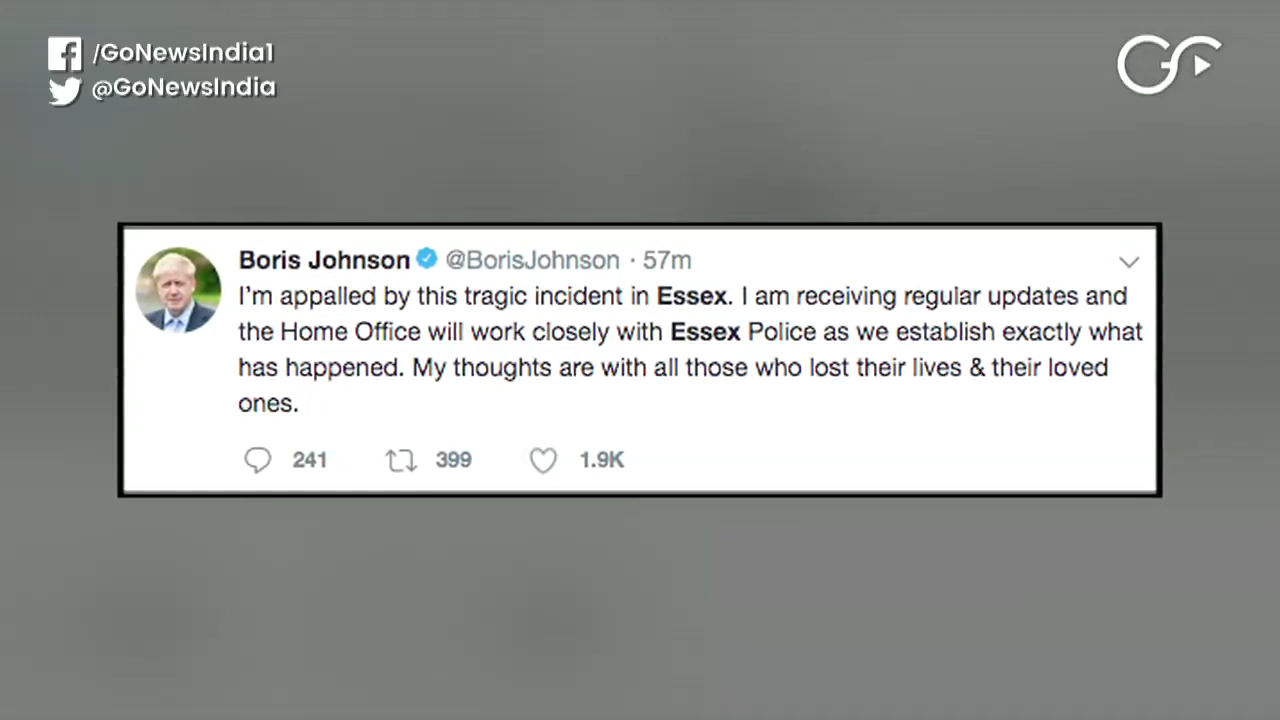 /GoNewsIndia1
@GoNewsIndia
Boris Johnson @BorisJohnson · 57m
I'm appalled by this tragic incident in Essex. I am receiving regular updates and
the Home Office will work closely with Essex Police as we establish exactly what
has happened. My thoughts are with all those who lost their lives & their loved
ones.
241 399 1.9K